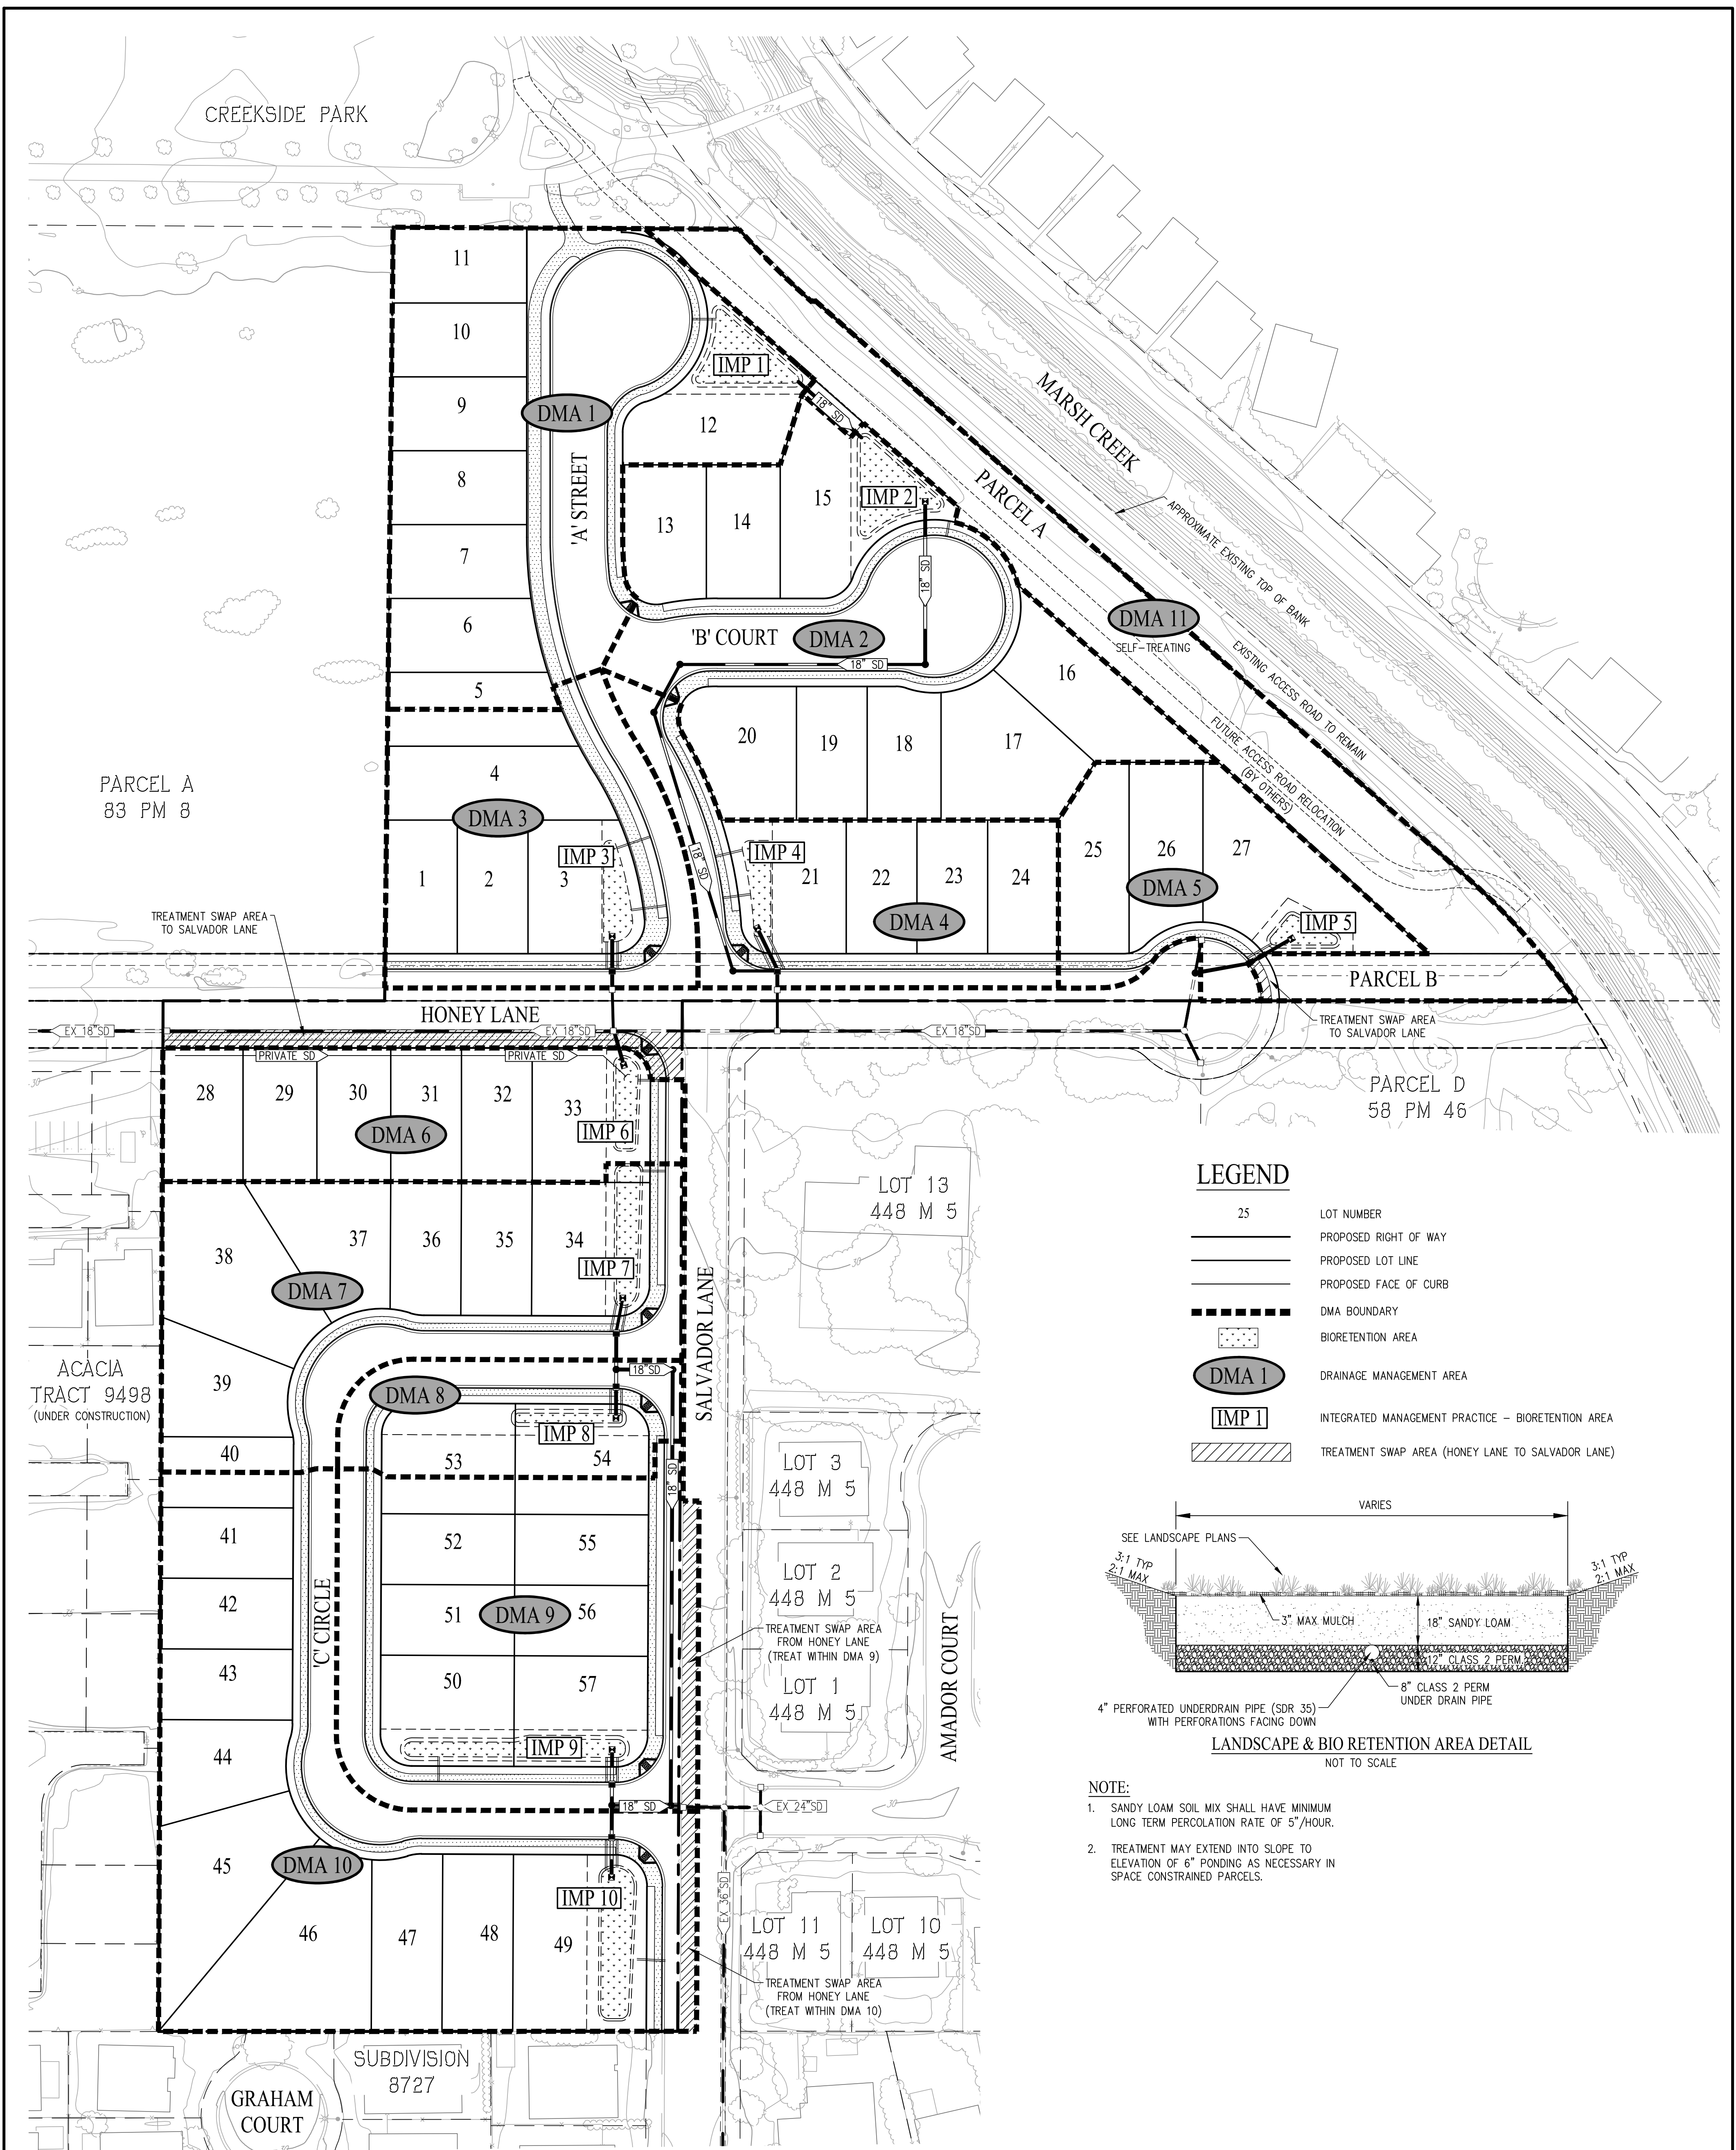 CREEKSIDE PARK
27.4
30
11
10
IMP 1
9
DMA 1
12
18" SD
MARSH CREEK
'A' STREET
8
PARCEL A
15
IMP 2
14
13
APPROXIMATE EXISTING TOP OF BANK
7
18" SD
6
'B' COURT
DMA 2
DMA 11
SELF-TREATING
18" SD
EXISTING ACCESS ROAD TO REMAIN
16
5
20
19
18
17
FUTURE ACCESS ROAD RELOCATION
(BY OTHERS)
PARCEL A
83 PM 8
4
DMA 3
18" SD
IMP 3
IMP 4
25
26
27
1
2
3
21
22
23
24
DMA 5
DMA 4
TREATMENT SWAP AREA
TO SALVADOR LANE
IMP 5
PARCEL B
HONEY LANE
EX 18"SD
EX 18"SD
EX 18"SD
TREATMENT SWAP AREA
TO SALVADOR LANE
PRIVATE SD
PRIVATE SD
PARCEL D
58 PM 46
28
29
30
31
32
33
DMA 6
IMP 6
LOT 13
448 M 5
38
37
36
35
34
IMP 7
DMA 7
SALVADOR LANE
ACACIA
TRACT 9498
(UNDER CONSTRUCTION)
39
18"SD
DMA 8
IMP 8
40
53
54
18" SD
LOT 3
448 M 5
41
52
55
LOT 2
448 M 5
42
51
DMA 9
56
'C' CIRCLE
TREATMENT SWAP AREA
FROM HONEY LANE
(TREAT WITHIN DMA 9)
43
50
57
LOT 1
448 M 5
AMADOR COURT
44
IMP 9
18" SD
EX 24"SD
30
45
DMA 10
IMP 10
EX 36"SD
46
47
48
49
LOT 11
448 M 5
LOT 10
448 M 5
TREATMENT SWAP AREA
FROM HONEY LANE
(TREAT WITHIN DMA 10)
SUBDIVISION
8727
GRAHAM
COURT
LEGEND
25 LOT NUMBER
PROPOSED RIGHT OF WAY
PROPOSED LOT LINE
PROPOSED FACE OF CURB
DMA BOUNDARY
BIORETENTION AREA
DMA 1 DRAINAGE MANAGEMENT AREA
IMP 1 INTEGRATED MANAGEMENT PRACTICE – BIORETENTION AREA
TREATMENT SWAP AREA (HONEY LANE TO SALVADOR LANE)
VARIES
SEE LANDSCAPE PLANS
3:1 TYP
2:1 MAX
3:1 TYP
2:1 MAX
3" MAX MULCH
18" SANDY LOAM
12" CLASS 2 PERM.
8" CLASS 2 PERM
UNDER DRAIN PIPE
4" PERFORATED UNDERDRAIN PIPE (SDR 35)
WITH PERFORATIONS FACING DOWN
LANDSCAPE & BIO RETENTION AREA DETAIL
NOT TO SCALE
NOTE:
1. SANDY LOAM SOIL MIX SHALL HAVE MINIMUM
LONG TERM PERCOLATION RATE OF 5"/HOUR.
2. TREATMENT MAY EXTEND INTO SLOPE TO
ELEVATION OF 6" PONDING AS NECESSARY IN
SPACE CONSTRAINED PARCELS.